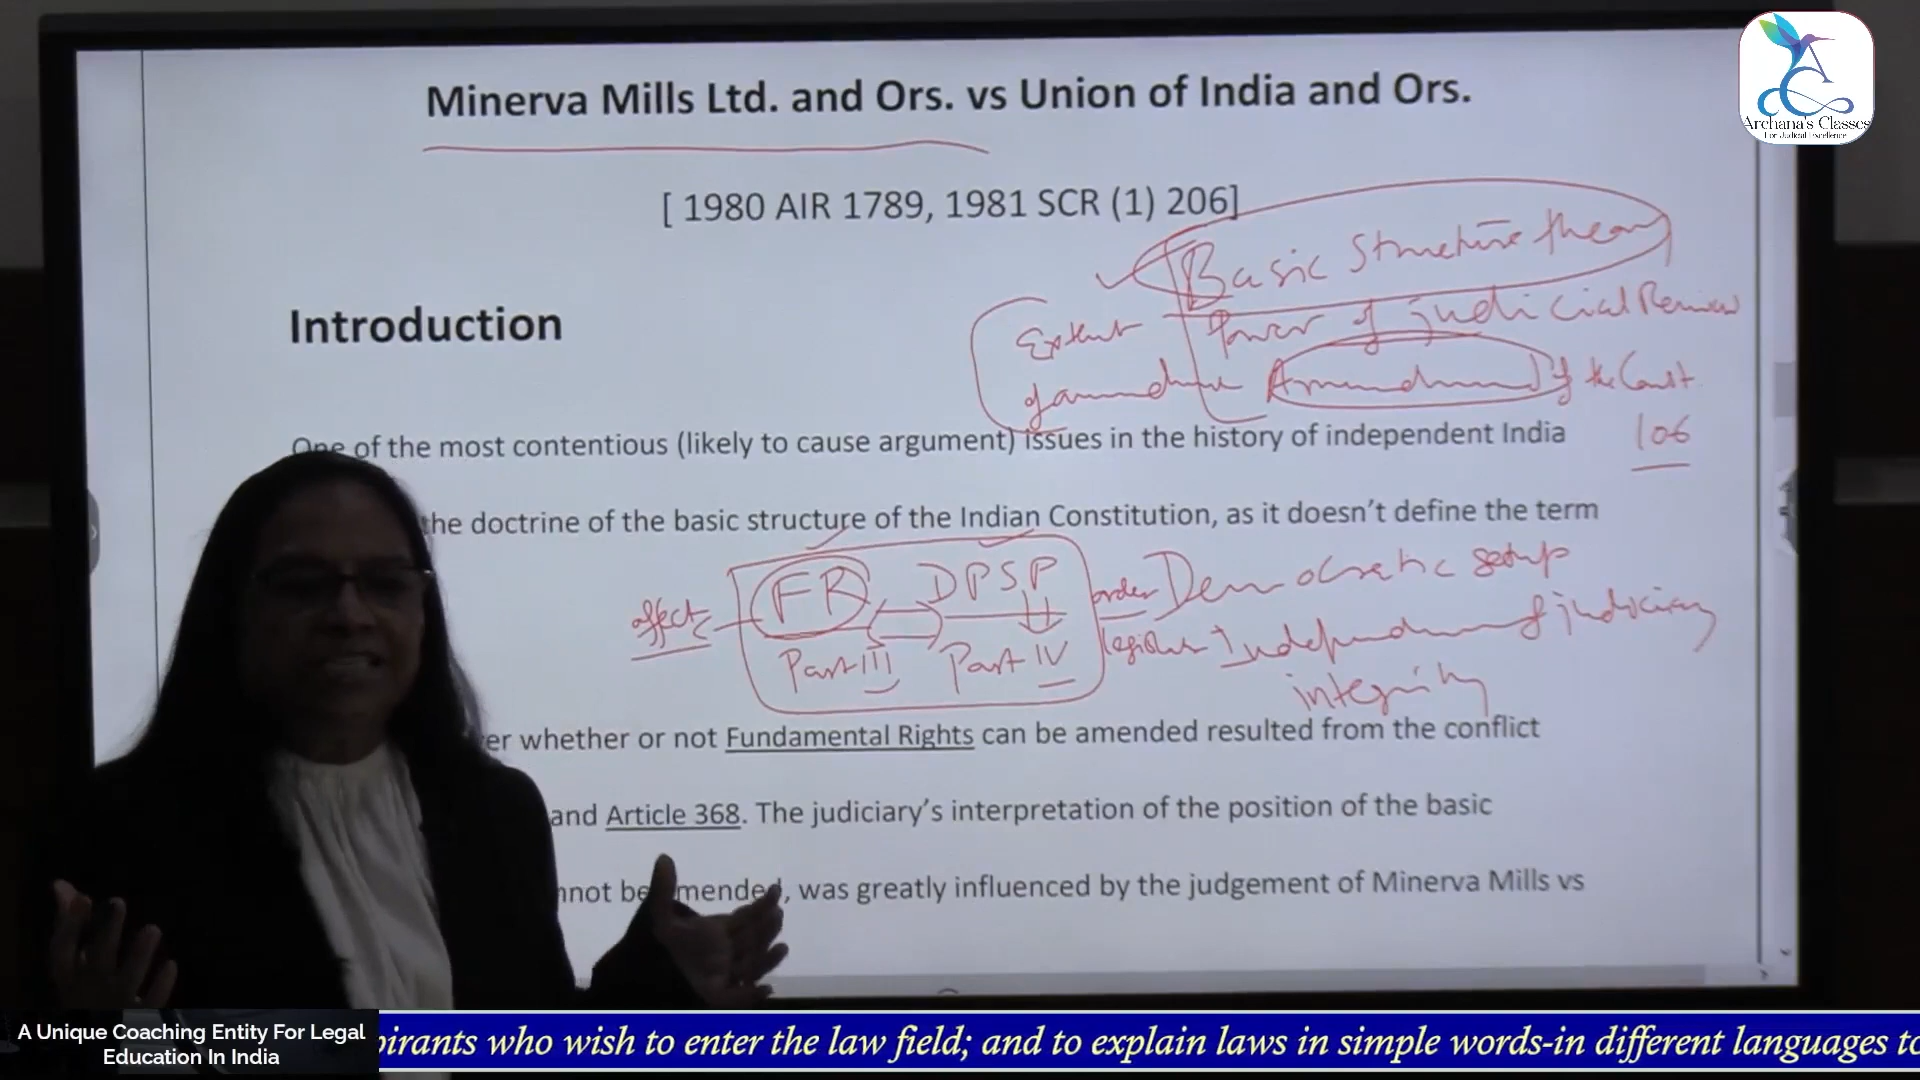 Minerva Mills Ltd. and Ors. vs Union of India and Ors.
[ 1980 AIR 1789, 1981 SCR (1) 206]
Archana's Classes
For Judicial Excellence
Basic Structure theory
Introduction
Extent
Power of judicial Review
of
Amendment of the Const
One of the most contentious (likely to cause argument) issues in the history of independent India
106
the doctrine of the basic structure of the Indian Constitution, as it doesn't define the term
affect
FR
DPSP
order
Democratic setup
Part III
Part IV
Independence of judiciary
integrity
er whether or not Fundamental Rights can be amended resulted from the conflict
and Article 368. The judiciary's interpretation of the position of the basic
nnot be mended, was greatly influenced by the judgement of Minerva Mills vs
A Unique Coaching Entity For Legal
Education In India
pirants who wish to enter the law field; and to explain laws in simple words-in different languages to